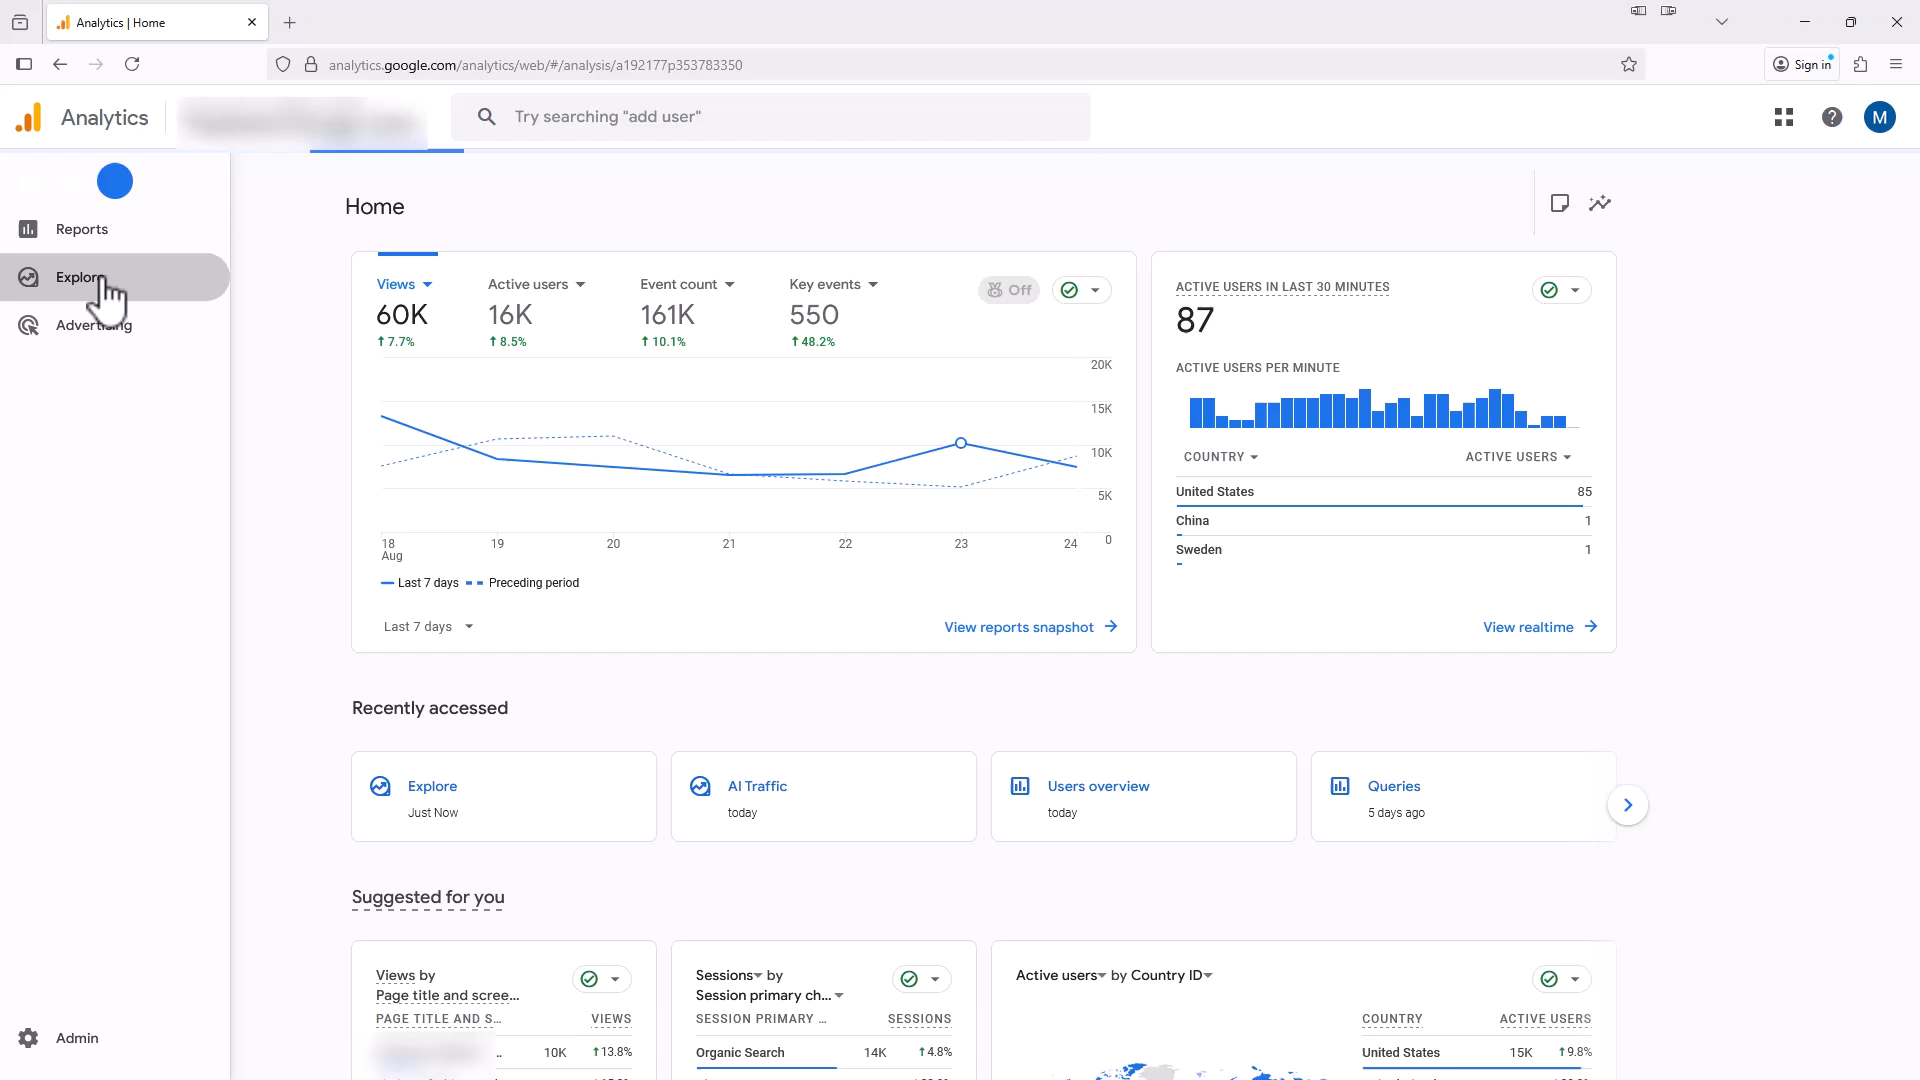 Analytics | Home
analytics.google.com/analytics/web/#/analysis/a192177p353783350
Sign in
Analytics
Try searching "add user"
M
Reports
Explore
Advertising
Admin
Home
Views
Active users
Event count
Key events
Off
60K
16K
161K
550
7.7%
8.5%
10.1%
48.2%
20K
15K
10K
5K
0
18
Aug
19
20
21
22
23
24
Last 7 days
Preceding period
Last 7 days
View reports snapshot
ACTIVE USERS IN LAST 30 MINUTES
87
ACTIVE USERS PER MINUTE
COUNTRY
ACTIVE USERS
United States
85
China
1
Sweden
1
View realtime
Recently accessed
Explore
Just Now
AI Traffic
today
Users overview
today
Queries
5 days ago
Suggested for you
Views by
Page title and scree...
PAGE TITLE AND S...
VIEWS
10K
13.8%
Sessions by
Session primary ch...
SESSION PRIMARY ...
SESSIONS
Organic Search
14K
4.8%
Active users by Country ID
COUNTRY
ACTIVE USERS
United States
15K
9.8%